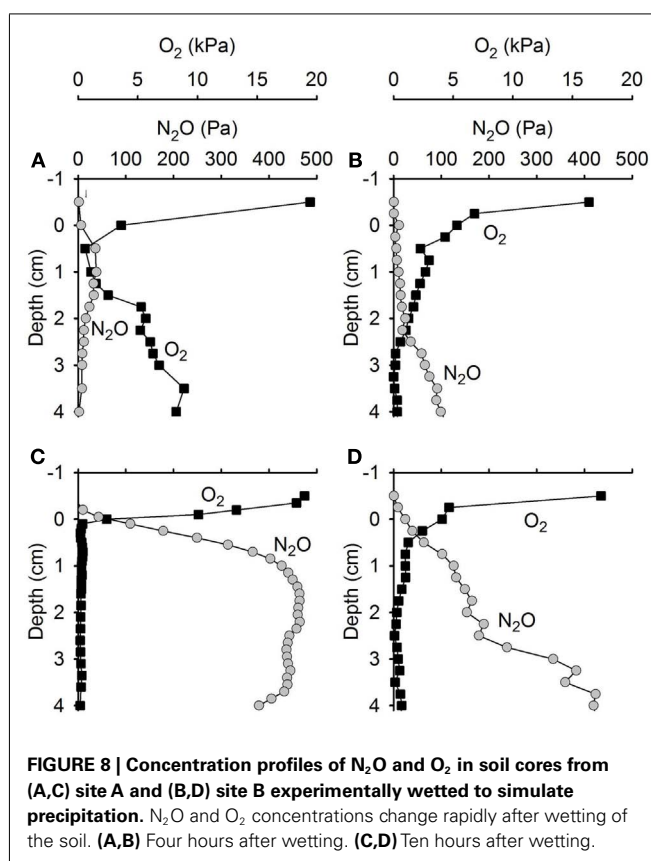 O₂ (kPa) O₂ (kPa)
0 5 10 15 20 0 5 10 15 20
N₂O (Pa) N₂O (Pa)
A B
0 100 200 300 400 500 0 100 200 300 400 500
-1 -1
0 0
O₂
1 1
Depth (cm) Depth (cm)
2 2
N₂O O₂
3 3
N₂O
4 4
C D
-1 -1
O₂
0 0
O₂
N₂O
1 1
Depth (cm) Depth (cm)
2 2
N₂O
3 3
4 4
FIGURE 8 | Concentration profiles of N₂O and O₂ in soil cores from
(A,C) site A and (B,D) site B experimentally wetted to simulate
precipitation. N₂O and O₂ concentrations change rapidly after wetting of
the soil. (A,B) Four hours after wetting. (C,D) Ten hours after wetting.